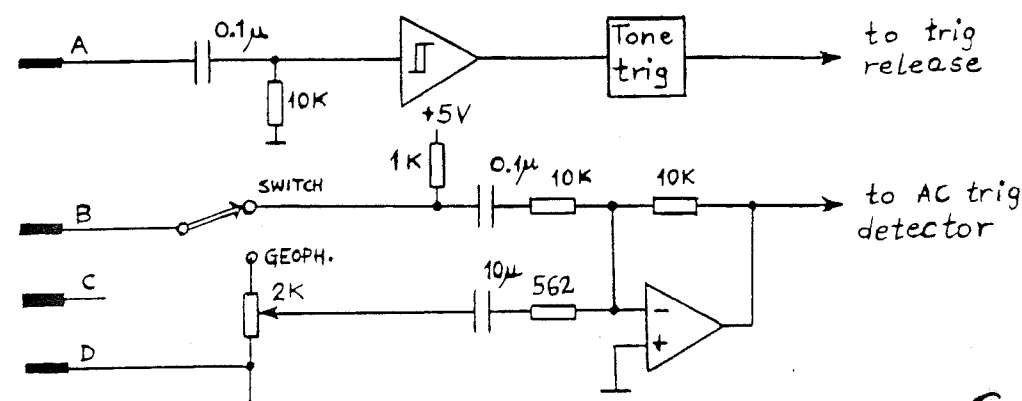 A
0.1µ
10K
Tone
trig
to trig
release
+5V
1K
SWITCH
0.1µ
10K
10K
to AC trig
detector
B
GEOPH.
C
2K
10µ
562
D
−
+